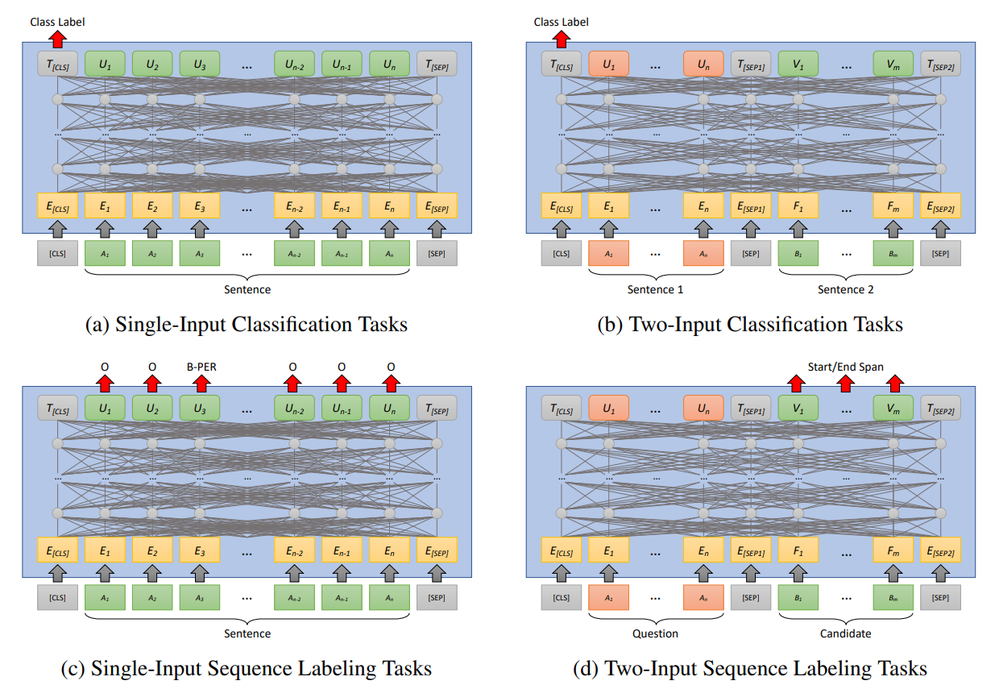 Class Label
T[CLS] U1 U2 U3 ... Un-2 Un-1 Un T[SEP]
... ... ... ... ... ... ... ... ...
E[CLS] E1 E2 E3 ... En-2 En-1 En E[SEP]
[CLS] A1 A2 A3 ... An-2 An-1 An [SEP]
Sentence
(a) Single-Input Classification Tasks
Class Label
T[CLS] U1 ... Un T[SEP1] V1 ... Vm T[SEP2]
... ... ... ... ... ... ... ... ...
E[CLS] E1 ... En E[SEP1] F1 ... Fm E[SEP2]
[CLS] A1 ... An [SEP] B1 ... Bm [SEP]
Sentence 1 Sentence 2
(b) Two-Input Classification Tasks
O O B-PER O O O
T[CLS] U1 U2 U3 ... Un-2 Un-1 Un T[SEP]
... ... ... ... ... ... ... ... ...
E[CLS] E1 E2 E3 ... En-2 En-1 En E[SEP]
[CLS] A1 A2 A3 ... An-2 An-1 An [SEP]
Sentence
(c) Single-Input Sequence Labeling Tasks
Start/End Span
T[CLS] U1 ... Un T[SEP1] V1 ... Vm T[SEP2]
... ... ... ... ... ... ... ... ...
E[CLS] E1 ... En E[SEP1] F1 ... Fm E[SEP2]
[CLS] A1 ... An [SEP] B1 ... Bm [SEP]
Question Candidate
(d) Two-Input Sequence Labeling Tasks